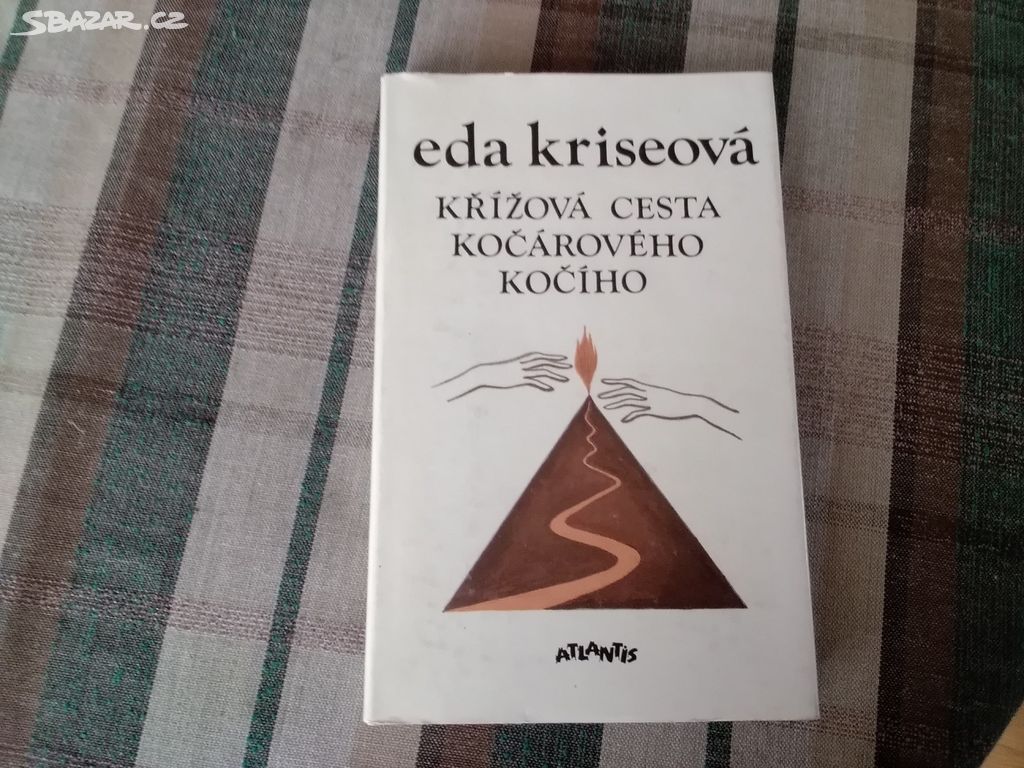 SBAZAR.CZ
eda kriseová
KŘÍŽOVÁ CESTA
KOČÁROVÉHO
KOČÍHO
ATLANTIS